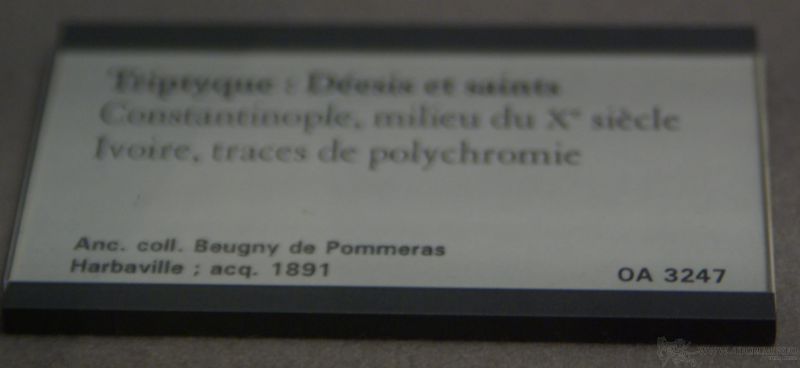 Triptyque : Déesis et saints
Constantinople, milieu du Xe siècle
Ivoire, traces de polychromie
Anc. coll. Beugny de Pommeras
Harbaville ; acq. 1891
OA 3247